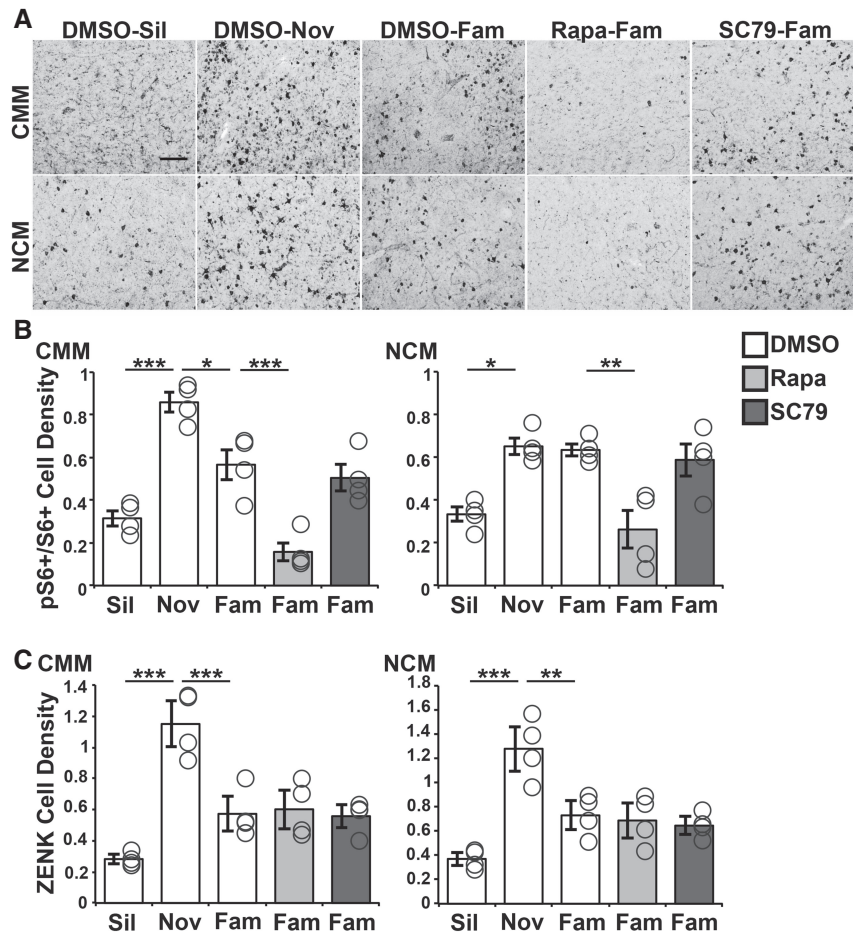 A
DMSO-Sil DMSO-Nov DMSO-Fam Rapa-Fam SC79-Fam
CMM
NCM
B
CMM
NCM
DMSO
Rapa
SC79
*** * ***
* **
pS6+/S6+ Cell Density
1
0.8
0.6
0.4
0.2
0
Sil Nov Fam Fam Fam
1
0.8
0.6
0.4
0.2
0
Sil Nov Fam Fam Fam
C
CMM
NCM
*** ***
*** **
ZENK Cell Density
1.4
1.2
1
0.8
0.6
0.4
0.2
0
Sil Nov Fam Fam Fam
1.8
1.6
1.4
1.2
1
0.8
0.6
0.4
0.2
0
Sil Nov Fam Fam Fam